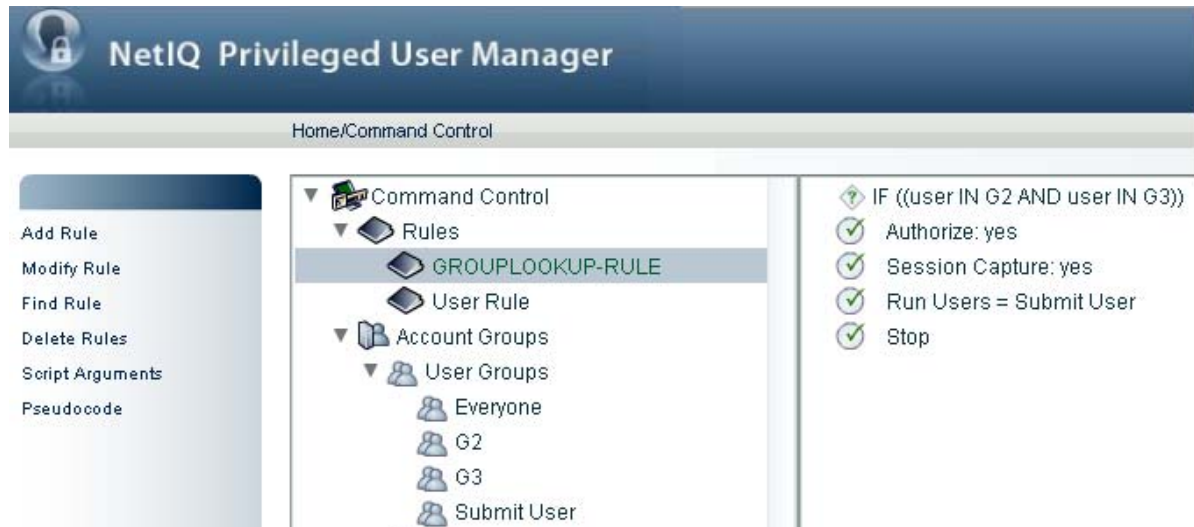 NetIQ Privileged User Manager
Home/Command Control
Add Rule
Modify Rule
Find Rule
Delete Rules
Script Arguments
Pseudocode
Command Control
Rules
GROUPLOOKUP-RULE
User Rule
Account Groups
User Groups
Everyone
G2
G3
Submit User
IF ((user IN G2 AND user IN G3))
Authorize: yes
Session Capture: yes
Run Users = Submit User
Stop